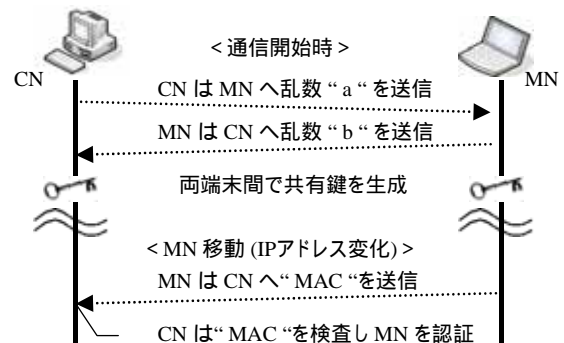 < 通信開始時 >
CN
MN
CN は MN へ乱数 “ a “ を送信
MN は CN へ乱数 “ b “ を送信
両端末間で共有鍵を生成
< MN 移動 (IPアドレス変化) >
MN は CN へ“ MAC “を送信
CN は“ MAC “を検査し MN を認証